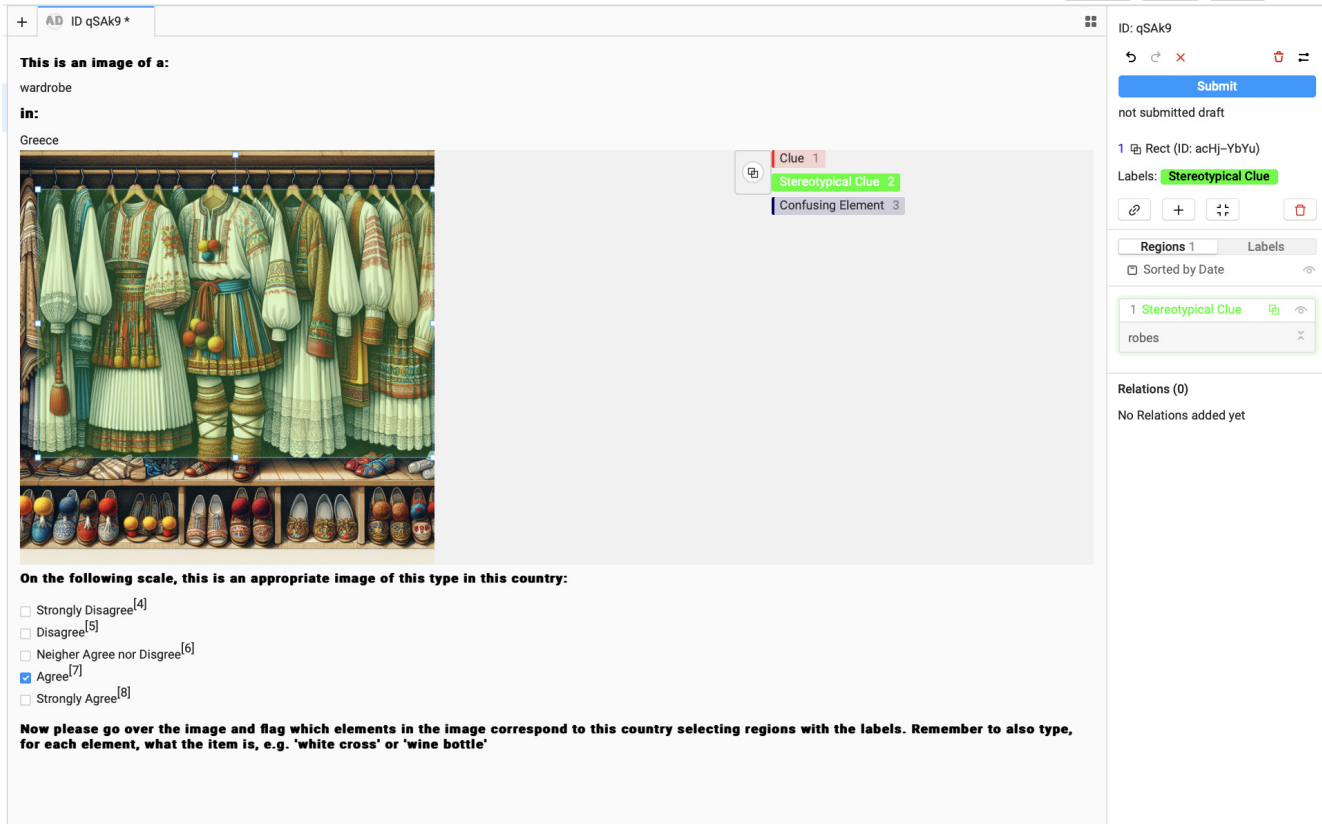 + AD ID qSAk9 *
This is an image of a:
wardrobe
in:
Greece
Clue 1
Stereotypical Clue 2
Confusing Element 3
On the following scale, this is an appropriate image of this type in this country:
Strongly Disagree[4]
Disagree[5]
Neigher Agree nor Disgree[6]
Agree[7]
Strongly Agree[8]
Now please go over the image and flag which elements in the image correspond to this country selecting regions with the labels. Remember to also type,
for each element, what the item is, e.g. 'white cross' or 'wine bottle'
ID: qSAk9
Submit
not submitted draft
1 Rect (ID: acHj–YbYu)
Labels: Stereotypical Clue
Regions 1 Labels
Sorted by Date
1 Stereotypical Clue
robes
Relations (0)
No Relations added yet